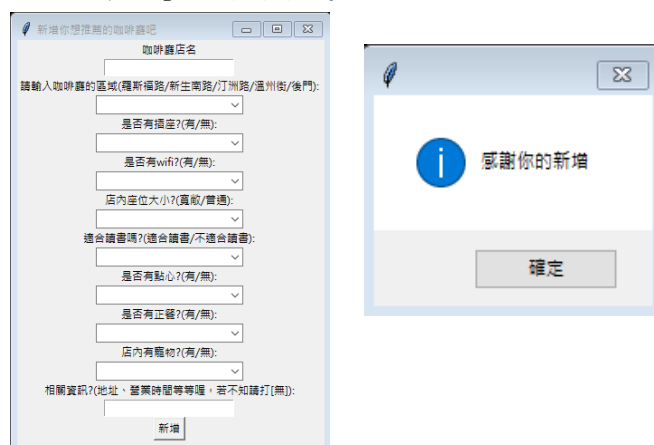 新增你想推薦的咖啡廳吧
咖啡廳店名
請輸入咖啡廳的區域(羅斯福路/新生南路/汀州路/溫州街/後門):
是否有插座?(有/無):
是否有wifi?(有/無):
店內座位大小?(寬敞/普通):
適合讀書嗎?(適合讀書/不適合讀書):
是否有點心?(有/無):
是否有正餐?(有/無):
店內有寵物?(有/無):
相關資訊?(地址、營業時間等等喔，若不知請打[無]):
新增
感謝你的新增
確定